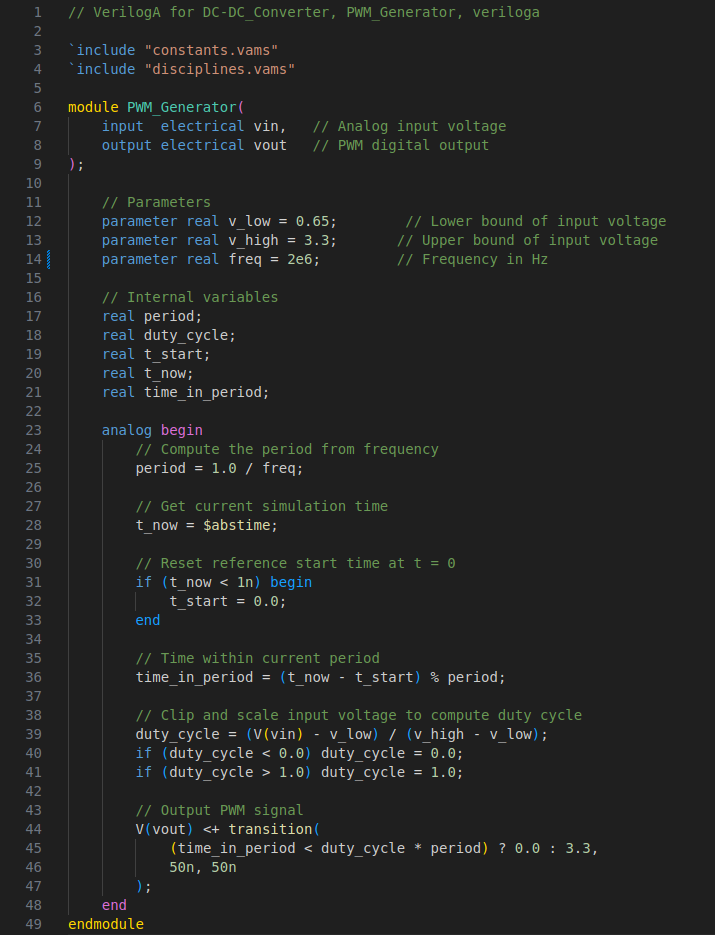 1 // VerilogA for DC-DC_Converter, PWM_Generator, veriloga
2
3 `include "constants.vams"
4 `include "disciplines.vams"
5
6 module PWM_Generator(
7     input  electrical vin,   // Analog input voltage
8     output electrical vout   // PWM digital output
9 );
10
11     // Parameters
12     parameter real v_low = 0.65;        // Lower bound of input voltage
13     parameter real v_high = 3.3;       // Upper bound of input voltage
14     parameter real freq = 2e6;         // Frequency in Hz
15
16     // Internal variables
17     real period;
18     real duty_cycle;
19     real t_start;
20     real t_now;
21     real time_in_period;
22
23     analog begin
24         // Compute the period from frequency
25         period = 1.0 / freq;
26
27         // Get current simulation time
28         t_now = $abstime;
29
30         // Reset reference start time at t = 0
31         if (t_now < 1n) begin
32             t_start = 0.0;
33         end
34
35         // Time within current period
36         time_in_period = (t_now - t_start) % period;
37
38         // Clip and scale input voltage to compute duty cycle
39         duty_cycle = (V(vin) - v_low) / (v_high - v_low);
40         if (duty_cycle < 0.0) duty_cycle = 0.0;
41         if (duty_cycle > 1.0) duty_cycle = 1.0;
42
43         // Output PWM signal
44         V(vout) <+ transition(
45             (time_in_period < duty_cycle * period) ? 0.0 : 3.3,
46             50n, 50n
47         );
48     end
49 endmodule